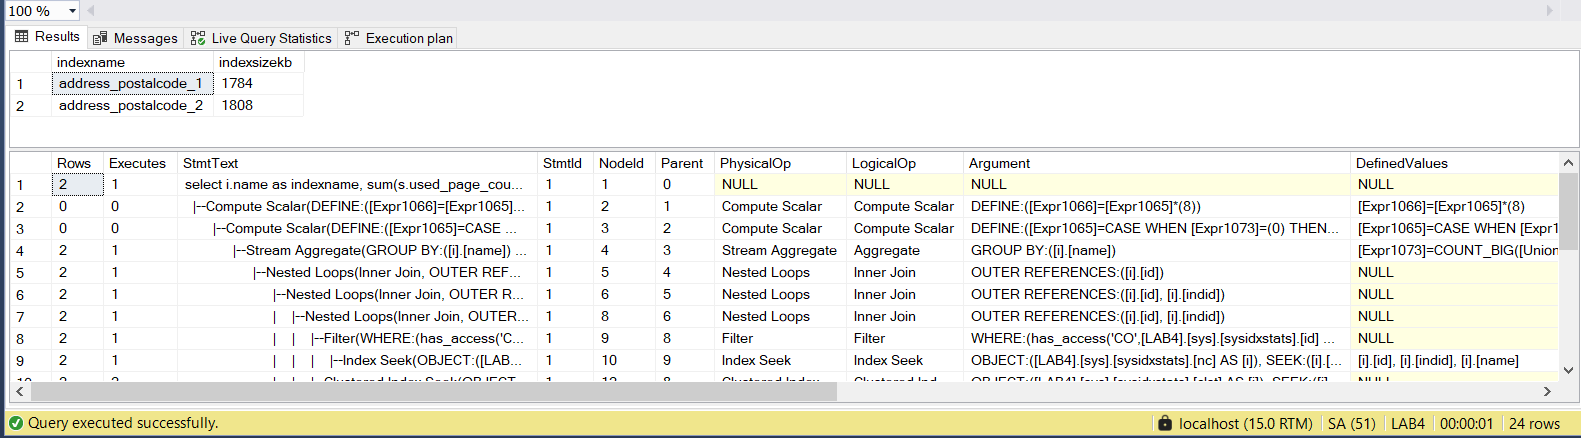 100 %
Results Messages Live Query Statistics Execution plan
indexname indexsizekb
1 address_postalcode_1 1784
2 address_postalcode_2 1808
Rows Executes StmtText StmtId NodeId Parent PhysicalOp LogicalOp Argument DefinedValues
1 2 1 select i.name as indexname, sum(s.used_page_cou... 1 1 0 NULL NULL NULL NULL
2 0 0 |--Compute Scalar(DEFINE:([Expr1066]=[Expr1065]... 1 2 1 Compute Scalar Compute Scalar DEFINE:([Expr1066]=[Expr1065]*(8)) [Expr1066]=[Expr1065]*(8)
3 0 0 |--Compute Scalar(DEFINE:([Expr1065]=CASE ... 1 3 2 Compute Scalar Compute Scalar DEFINE:([Expr1065]=CASE WHEN [Expr1073]=(0) THEN... [Expr1065]=CASE WHEN [Expr1
4 2 1 |--Stream Aggregate(GROUP BY:([i].[name]) ... 1 4 3 Stream Aggregate Aggregate GROUP BY:([i].[name]) [Expr1073]=COUNT_BIG([Union
5 2 1 |--Nested Loops(Inner Join, OUTER REF... 1 5 4 Nested Loops Inner Join OUTER REFERENCES:([i].[id]) NULL
6 2 1 |--Nested Loops(Inner Join, OUTER R... 1 6 5 Nested Loops Inner Join OUTER REFERENCES:([i].[id], [i].[indid]) NULL
7 2 1 | |--Nested Loops(Inner Join, OUTER... 1 8 6 Nested Loops Inner Join OUTER REFERENCES:([i].[id], [i].[indid]) NULL
8 2 1 | | |--Filter(WHERE:(has_access('C... 1 9 8 Filter Filter WHERE:(has_access('CO',[LAB4].[sys].[sysidxstats].[id] ... NULL
9 2 1 | | | |--Index Seek(OBJECT:([LAB... 1 10 9 Index Seek Index Seek OBJECT:([LAB4].[sys].[sysidxstats].[nc] AS [i]), SEEK:([i].[... [i].[id], [i].[indid], [i].[name]
Query executed successfully. localhost (15.0 RTM) SA (51) LAB4 00:00:01 24 rows